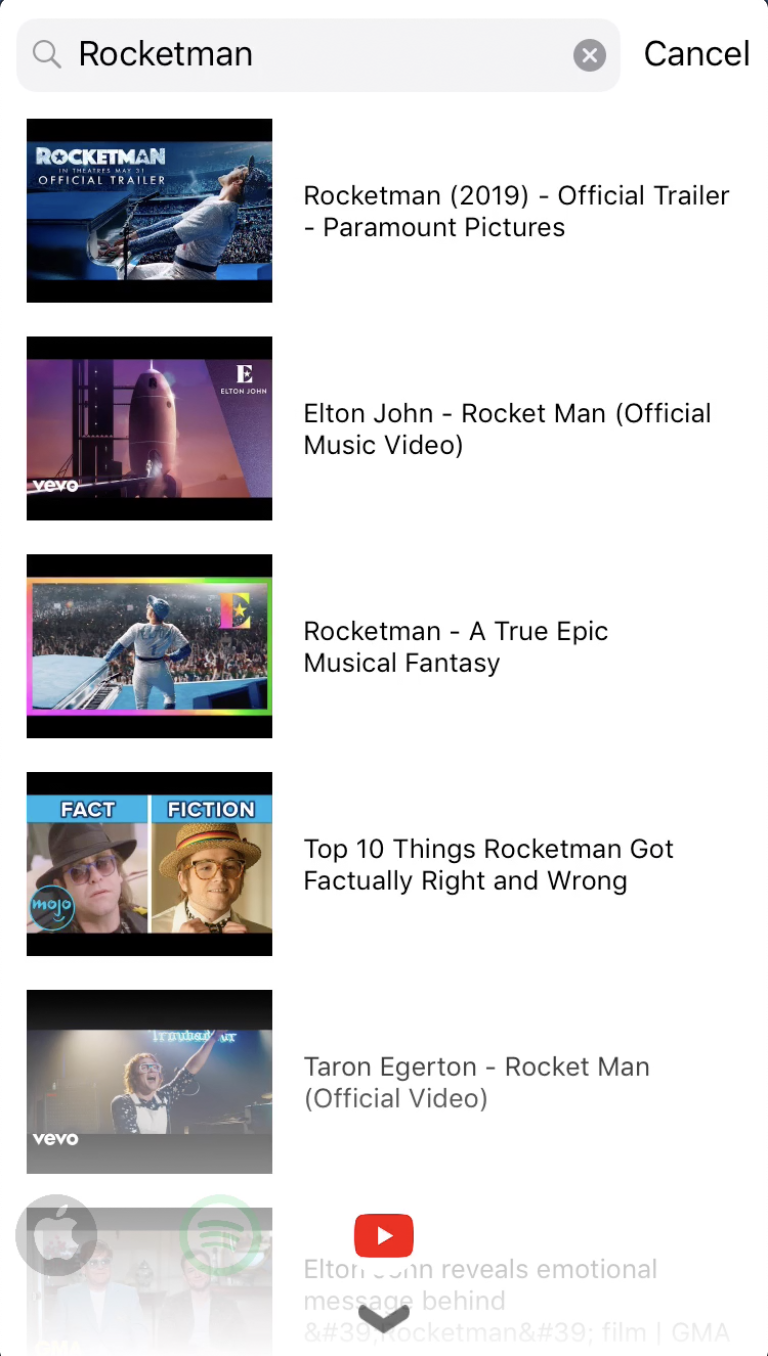 Rocketman
Cancel
ROCKETMAN
IN THEATRES MAY 31
OFFICIAL TRAILER
Rocketman (2019) - Official Trailer
- Paramount Pictures
E
ELTON JOHN
vevo
Elton John - Rocket Man (Official
Music Video)
E
Rocketman - A True Epic
Musical Fantasy
FACT
FICTION
mojo
Top 10 Things Rocketman Got
Factually Right and Wrong
Troubadour
vevo
Taron Egerton - Rocket Man
(Official Video)
Elton John reveals emotional
message behind
&#39;Rocketman&#39; film | GMA
GMA